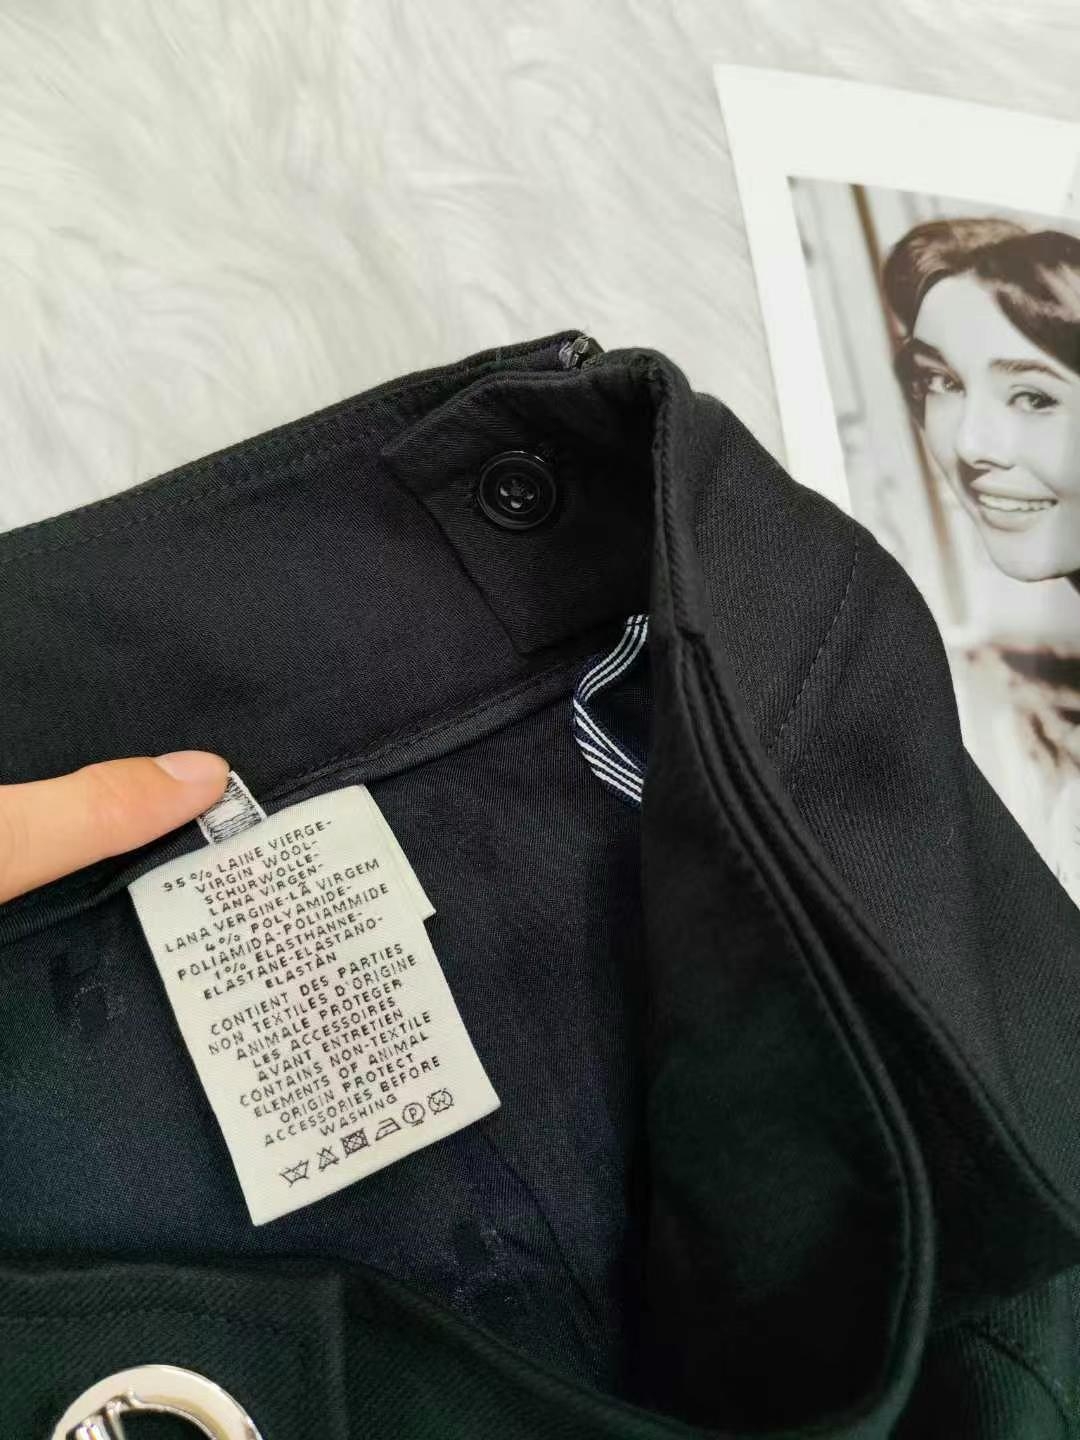 95% LAINE VIERGE-
VIRGIN WOOL-
SCHURWOLLE-
LANA VIRGEN-
LANA VERGINE-LÃ VIRGEM
4% POLYAMIDE-
POLIAMIDA-POLIAMMIDE
1% ELASTHANNE-
ELASTANE-ELASTANO-
ELASTÁN
CONTIENT DES PARTIES
NON TEXTILES D'ORIGINE
ANIMALE PROTEGER
LES ACCESSOIRES
AVANT ENTRETIEN
CONTAINS NON-TEXTILE
ELEMENTS OF ANIMAL
ORIGIN PROTECT
ACCESSORIES BEFORE
WASHING